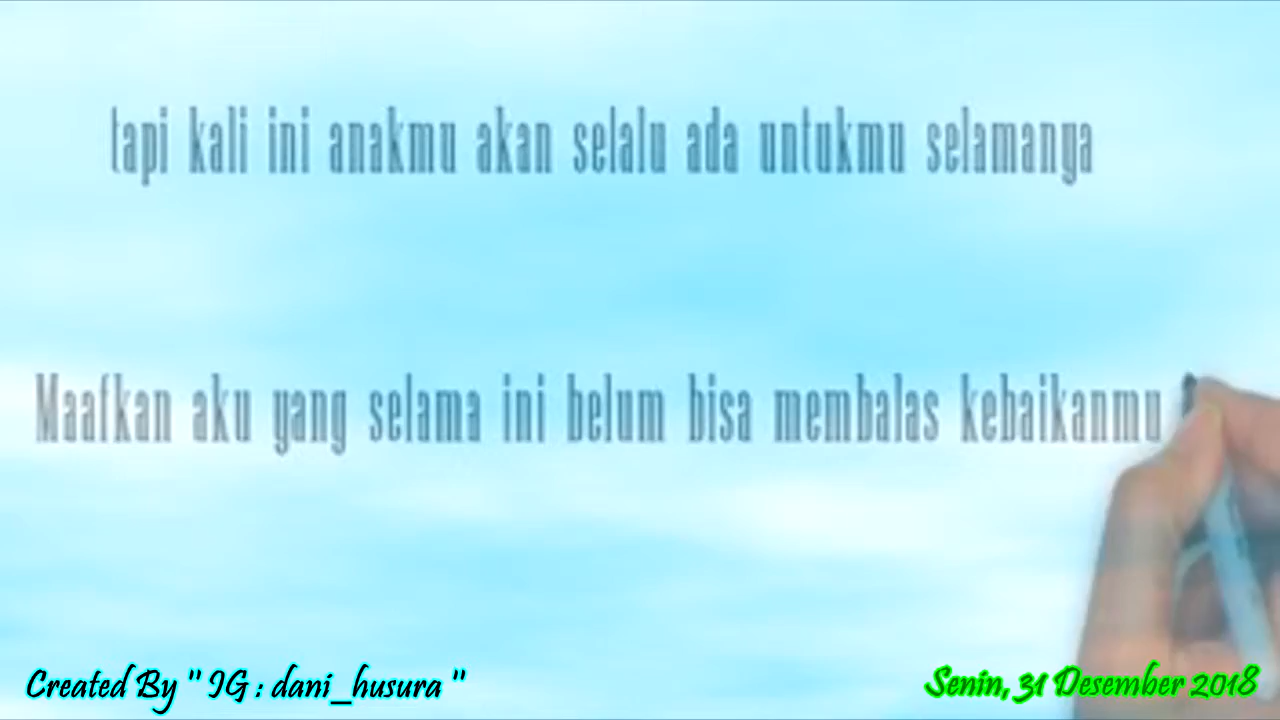 tapi kali ini anakmu akan selalu ada untukmu selamanya
Maafkan aku yang selama ini belum bisa membalas kebaikanmu
Created By " IG : dani_husura "
Senin, 31 Desember 2018